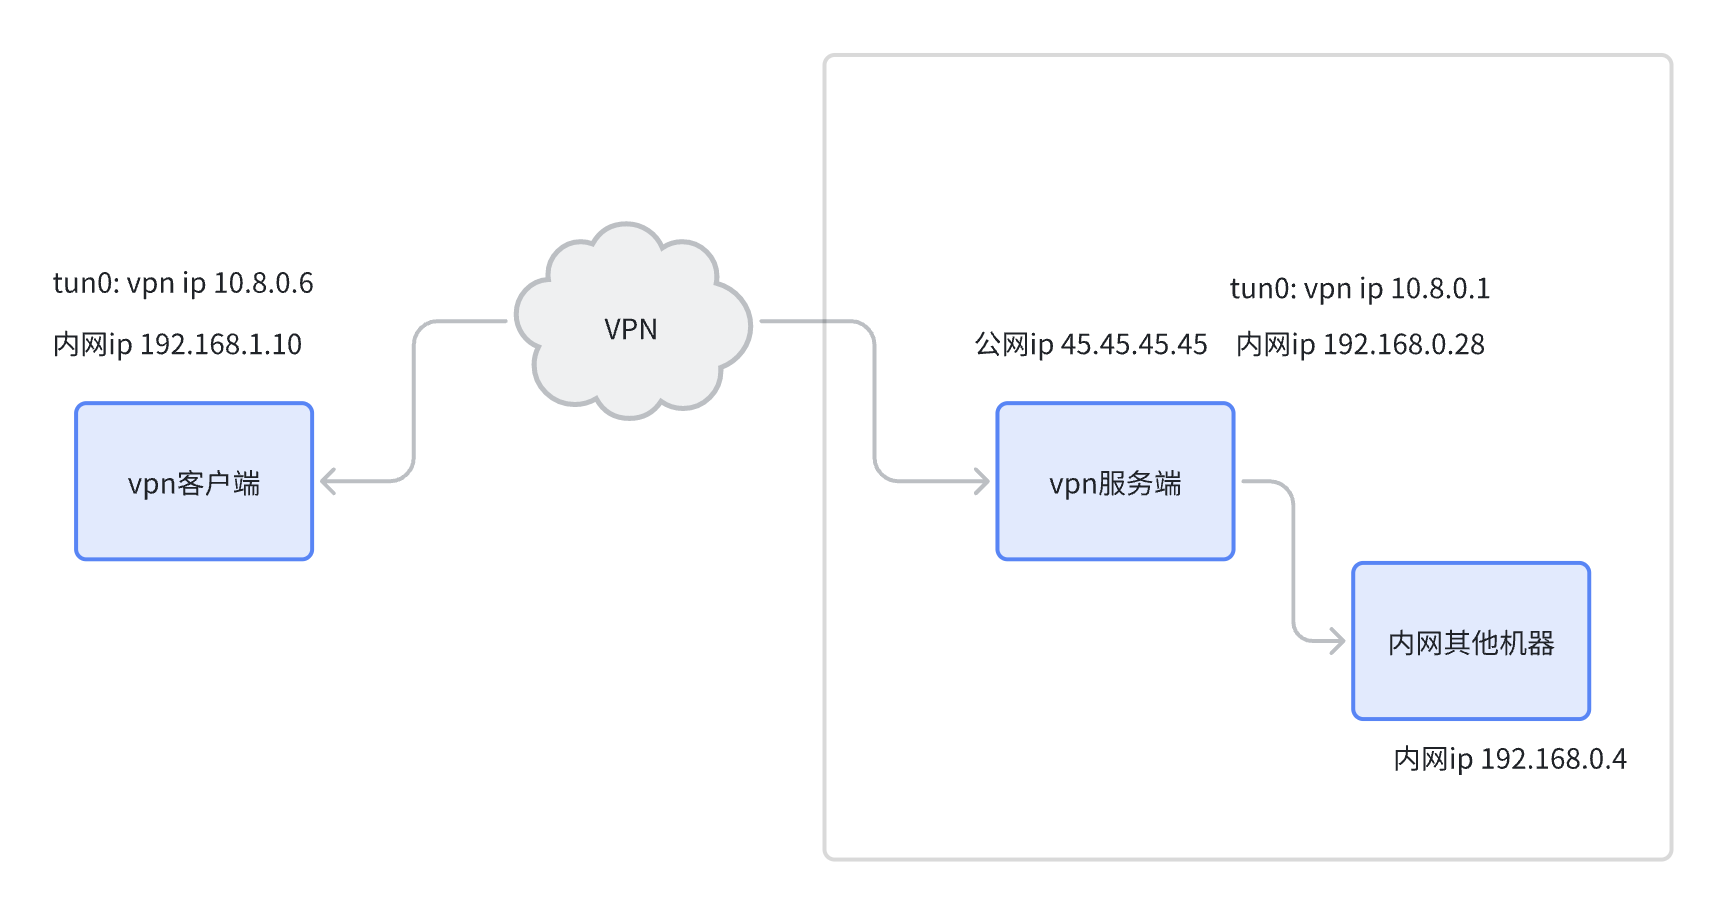 tun0: vpn ip 10.8.0.6
内网ip 192.168.1.10
vpn客户端
VPN
tun0: vpn ip 10.8.0.1
公网ip 45.45.45.45
内网ip 192.168.0.28
vpn服务端
内网其他机器
内网ip 192.168.0.4